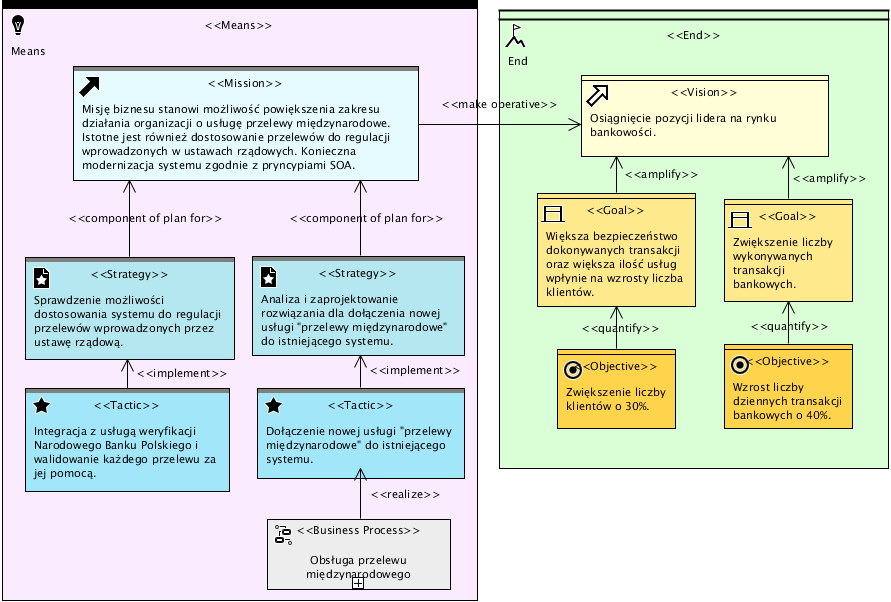 <<Means>>
Means
<<Mission>>
Misję biznesu stanowi możliwość powiększenia zakresu
działania organizacji o usługę przelewy międzynarodowe.
Istotne jest również dostosowanie przelewów do regulacji
wprowadzonych w ustawach rządowych. Konieczna
modernizacja systemu zgodnie z pryncypiami SOA.
<<component of plan for>>
<<component of plan for>>
<<Strategy>>
Sprawdzenie możliwości
dostosowania systemu do regulacji
przelewów wprowadzonych przez
ustawę rządową.
<<Strategy>>
Analiza i zaprojektowanie
rozwiązania dla dołączenia nowej
usługi "przelewy międzynarodowe"
do istniejącego systemu.
<<implement>>
<<implement>>
<<Tactic>>
Integracja z usługą weryfikacji
Narodowego Banku Polskiego i
walidowanie każdego przelewu za
jej pomocą.
<<Tactic>>
Dołączenie nowej usługi "przelewy
międzynarodowe" do istniejącego
systemu.
<<realize>>
<<Business Process>>
Obsługa przelewu
międzynarodowego
<<make operative>>
<<End>>
End
<<Vision>>
Osiągnięcie pozycji lidera na rynku
bankowości.
<<amplify>>
<<amplify>>
<<Goal>>
Większa bezpieczeństwo
dokonywanych transakcji
oraz większa ilość usług
wpłynie na wzrosty liczba
klientów.
<<Goal>>
Zwiększenie liczby
wykonywanych
transakcji
bankowych.
<<quantify>>
<<quantify>>
<<Objective>>
Zwiększenie liczby
klientów o 30%.
<<Objective>>
Wzrost liczby
dziennych transakcji
bankowych o 40%.